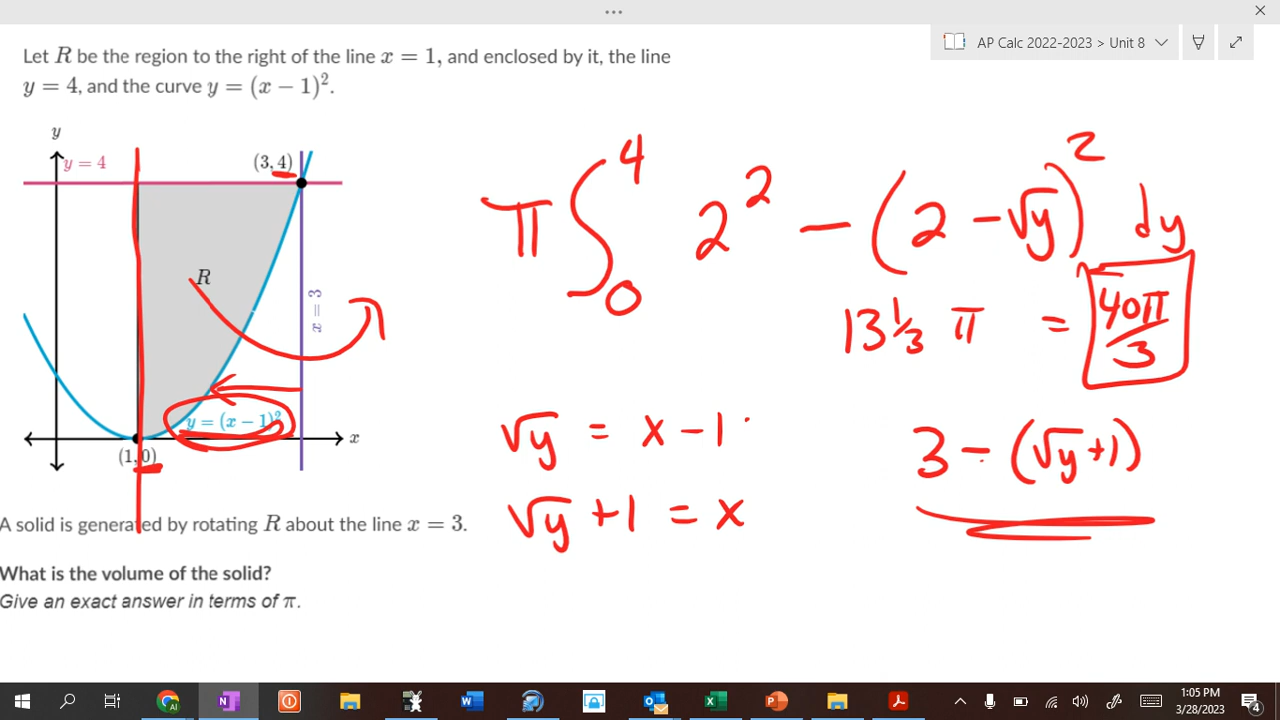 AP Calc 2022-2023 > Unit 8
Let R be the region to the right of the line x = 1, and enclosed by it, the line
y = 4, and the curve y = (x − 1)².
y
y = 4
(3, 4)
R
x = 3
y = (x − 1)²
x
(1, 0)
A solid is generated by rotating R about the line x = 3.
What is the volume of the solid?
Give an exact answer in terms of π.
π ∫₀⁴ 2² − (2 − √y)² dy
13 ⅓ π = 40π/3
√y = x − 1
√y + 1 = x
3 − (√y + 1)
1:05 PM
3/28/2023
4